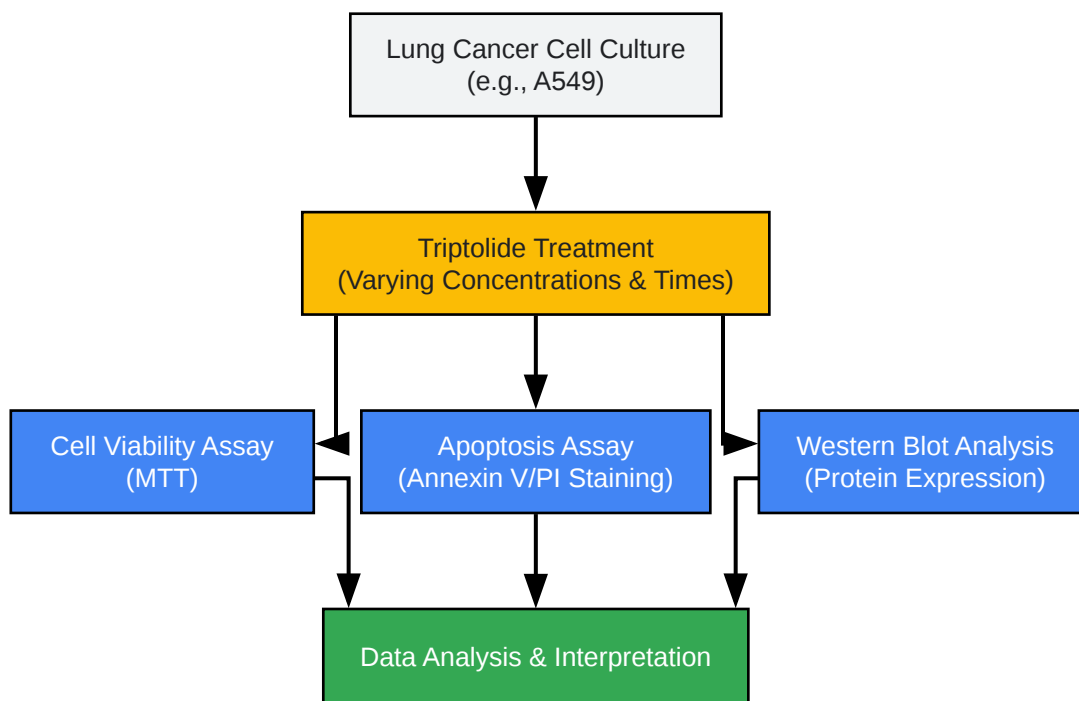 Lung Cancer Cell Culture
(e.g., A549)
Triptolide Treatment
(Varying Concentrations & Times)
Cell Viability Assay
(MTT)
Apoptosis Assay
(Annexin V/PI Staining)
Western Blot Analysis
(Protein Expression)
Data Analysis & Interpretation